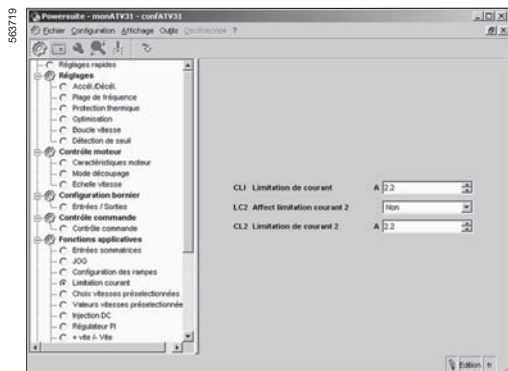 563719
Powersuite - monATV31 - confATV31
Fichier Configuration Affichage Outils Oscilloscope ?
Réglages rapides
Réglages
Accél./Décél.
Plage de fréquence
Protection thermique
Optimisation
Boucle vitesse
Détection de seuil
Contrôle moteur
Caractéristiques moteur
Mode découpage
Echelle vitesse
Configuration bornier
Entrées / Sorties
Contrôle commande
Contrôle commande
Fonctions applicatives
Entrées sommatrices
JOG
Configuration des rampes
Limitation courant
Choix vitesses préselectionnées
Valeurs vitesses préselectionnée
Injection DC
Régulateur PI
+ vite /- Vite
CLI Limitation de courant A 2.2
LC2 Affect limitation courant 2 Non
CL2 Limitation de courant 2 A 2.2
Edition